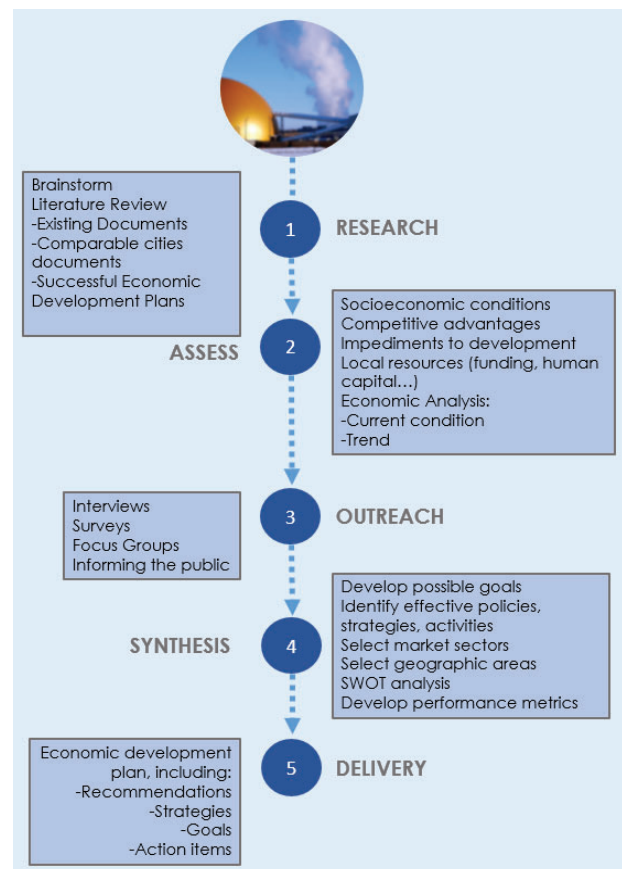 Brainstorm
Literature Review
-Existing Documents
-Comparable cities
documents
-Successful Economic
Development Plans
1
RESEARCH
ASSESS
2
Socioeconomic conditions
Competitive advantages
Impediments to development
Local resources (funding, human
capital...)
Economic Analysis:
-Current condition
-Trend
Interviews
Surveys
Focus Groups
Informing the public
3
OUTREACH
SYNTHESIS
4
Develop possible goals
Identify effective policies,
strategies, activities
Select market sectors
Select geographic areas
SWOT analysis
Develop performance metrics
Economic development
plan, including:
-Recommendations
-Strategies
-Goals
-Action items
5
DELIVERY